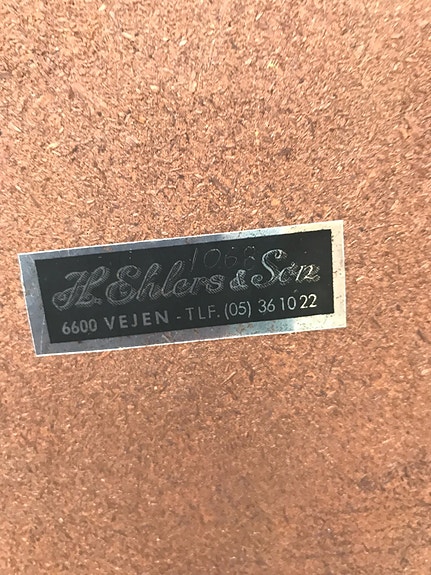 H. Ehlers & Søn
6600 VEJEN - TLF. (05) 36 10 22